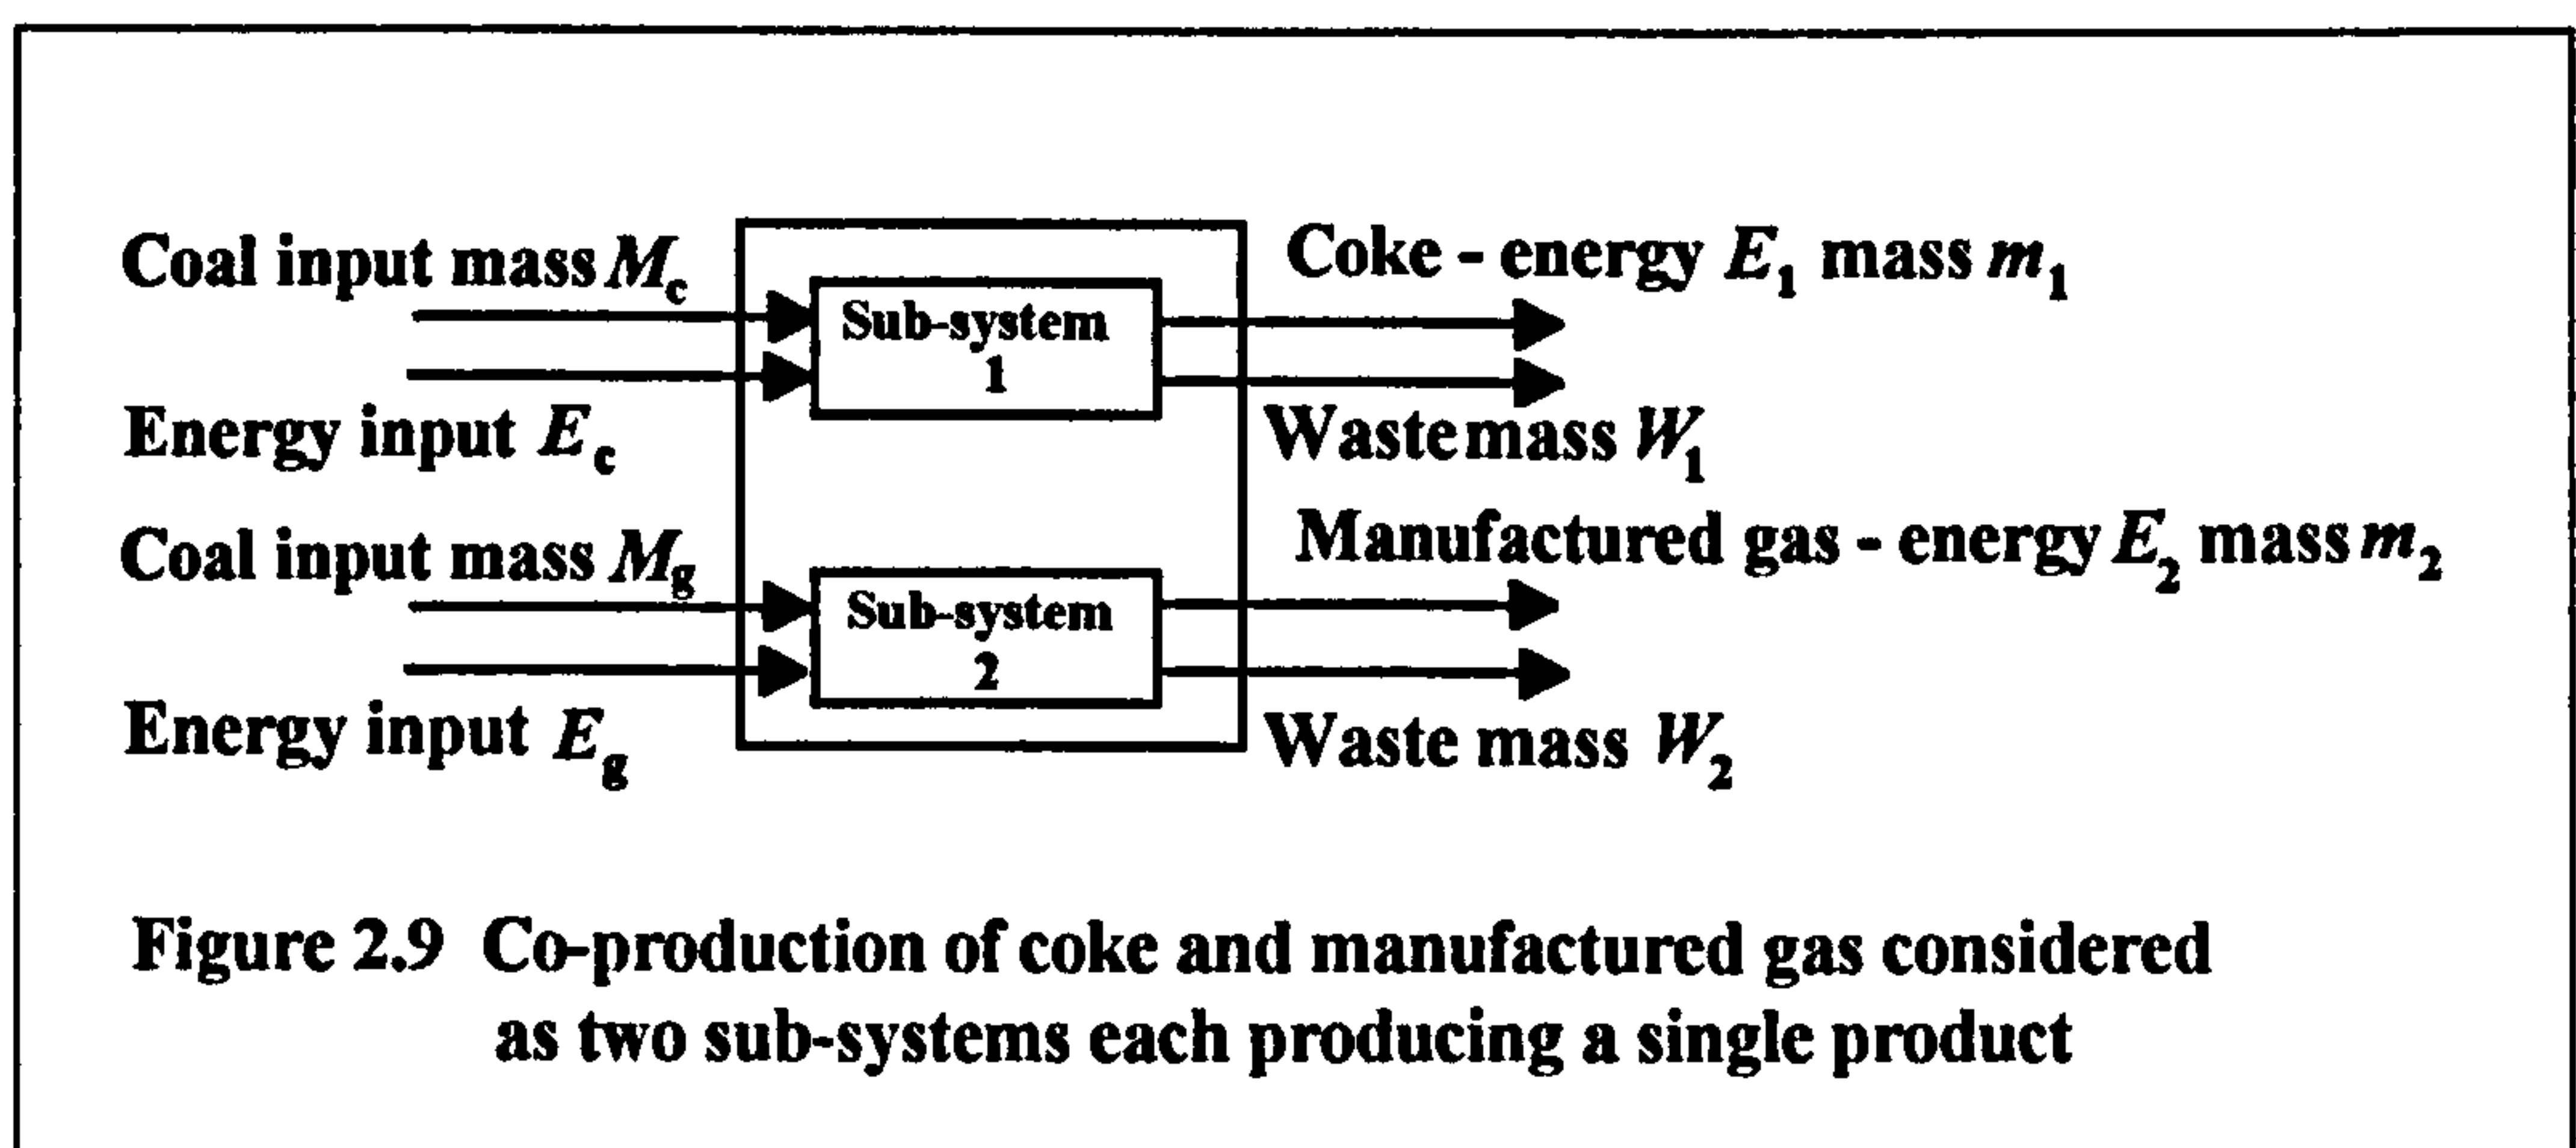 Coal input mass M_c
Energy input E_c
Coal input mass M_g
Energy input E_g
Sub-system
1
Sub-system
2
Coke - energy E_1 mass m_1
Waste mass W_1
Manufactured gas - energy E_2 mass m_2
Waste mass W_2
Figure 2.9 Co-production of coke and manufactured gas considered
as two sub-systems each producing a single product